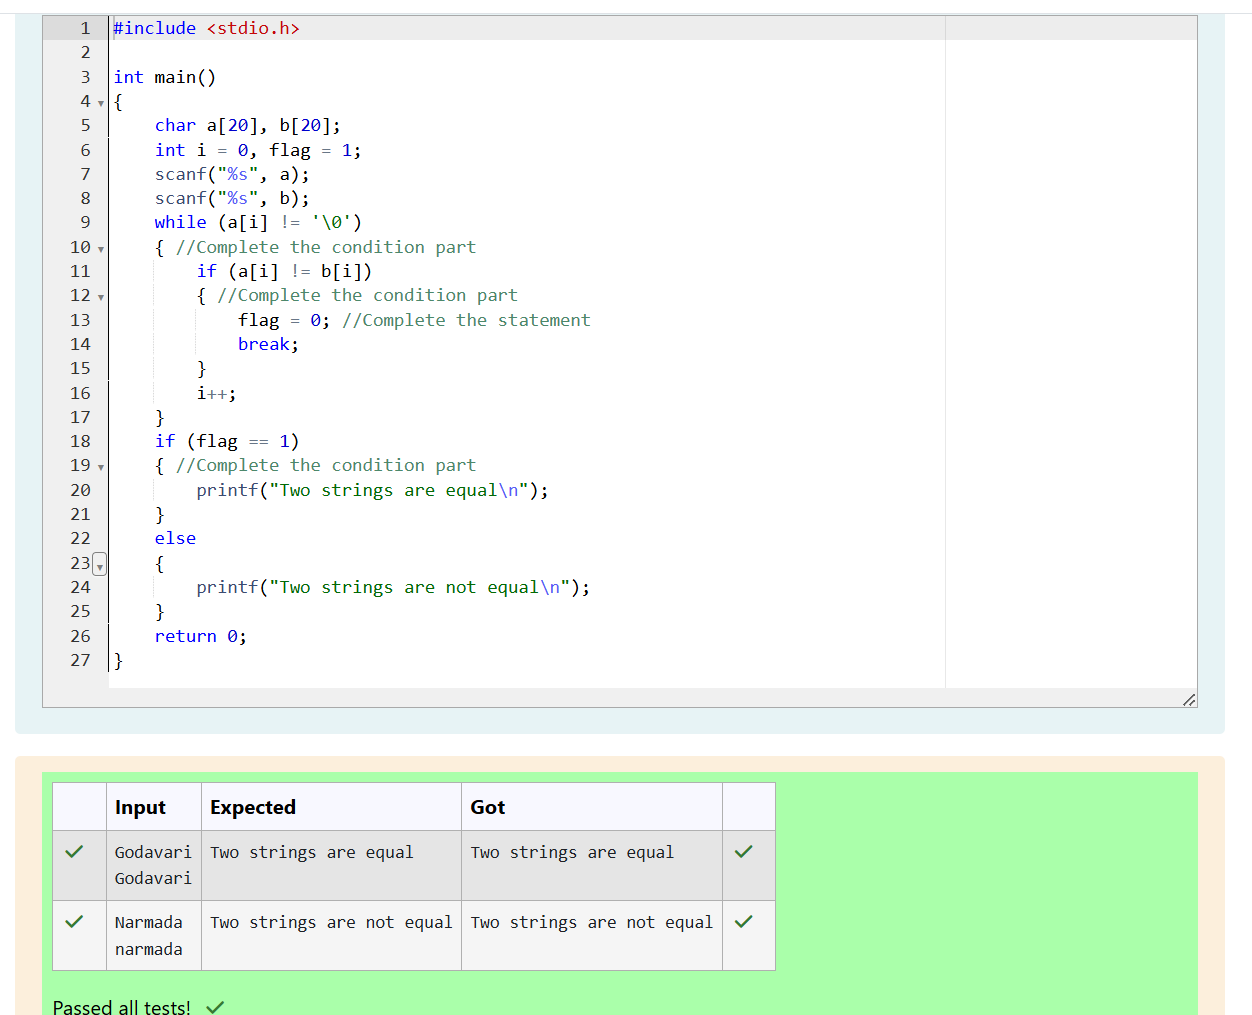 1 #include <stdio.h>
2
3 int main()
4 {
5     char a[20], b[20];
6     int i = 0, flag = 1;
7     scanf("%s", a);
8     scanf("%s", b);
9     while (a[i] != '\0')
10     { //Complete the condition part
11         if (a[i] != b[i])
12         { //Complete the condition part
13             flag = 0; //Complete the statement
14             break;
15         }
16         i++;
17     }
18     if (flag == 1)
19     { //Complete the condition part
20         printf("Two strings are equal\n");
21     }
22     else
23     {
24         printf("Two strings are not equal\n");
25     }
26     return 0;
27 }
Input Expected Got
Godavari Two strings are equal Two strings are equal
Godavari
Narmada Two strings are not equal Two strings are not equal
narmada
Passed all tests!